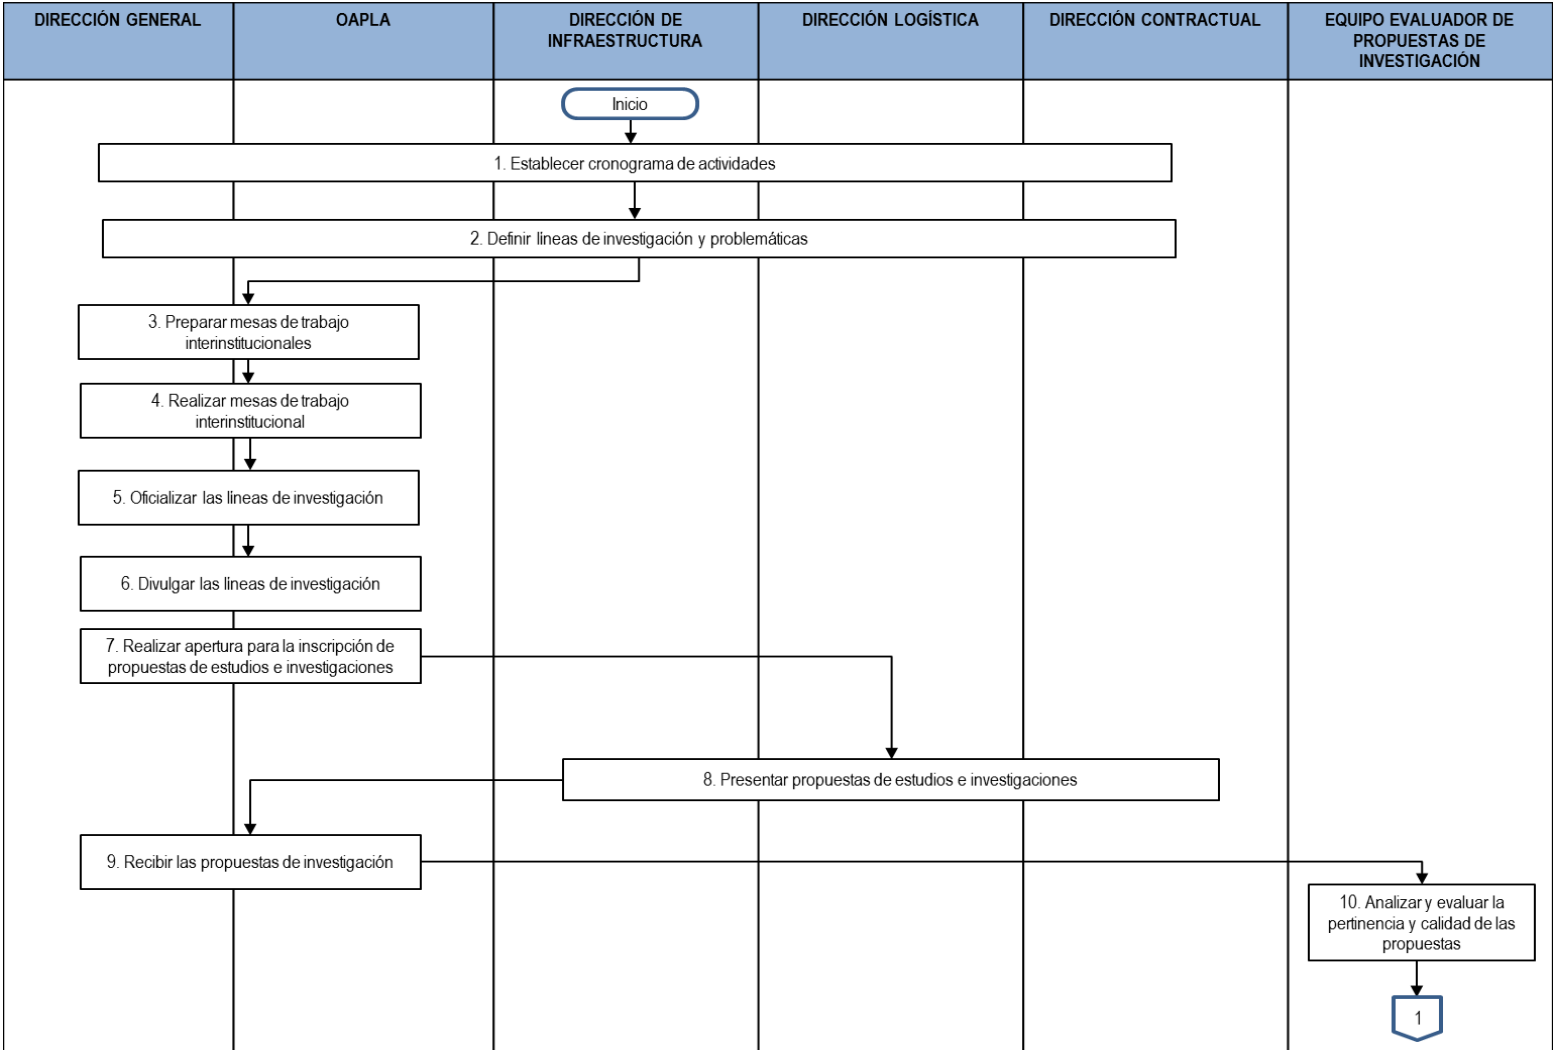 DIRECCIÓN GENERAL
OAPLA
DIRECCIÓN DE
INFRAESTRUCTURA
DIRECCIÓN LOGÍSTICA
DIRECCIÓN CONTRACTUAL
EQUIPO EVALUADOR DE
PROPUESTAS DE
INVESTIGACIÓN
Inicio
1. Establecer cronograma de actividades
2. Definir líneas de investigación y problemáticas
3. Preparar mesas de trabajo
interinstitucionales
4. Realizar mesas de trabajo
interinstitucional
5. Oficializar las líneas de investigación
6. Divulgar las líneas de investigación
7. Realizar apertura para la inscripción de
propuestas de estudios e investigaciones
8. Presentar propuestas de estudios e investigaciones
9. Recibir las propuestas de investigación
10. Analizar y evaluar la
pertinencia y calidad de las
propuestas
1